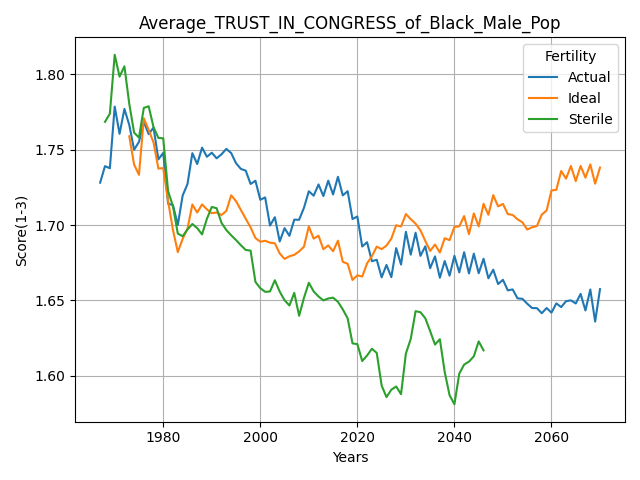 Average_TRUST_IN_CONGRESS_of_Black_Male_Pop
Fertility
Actual
Ideal
Sterile
Score(1-3)
1.80
1.75
1.70
1.65
1.60
1980
2000
2020
2040
2060
Years